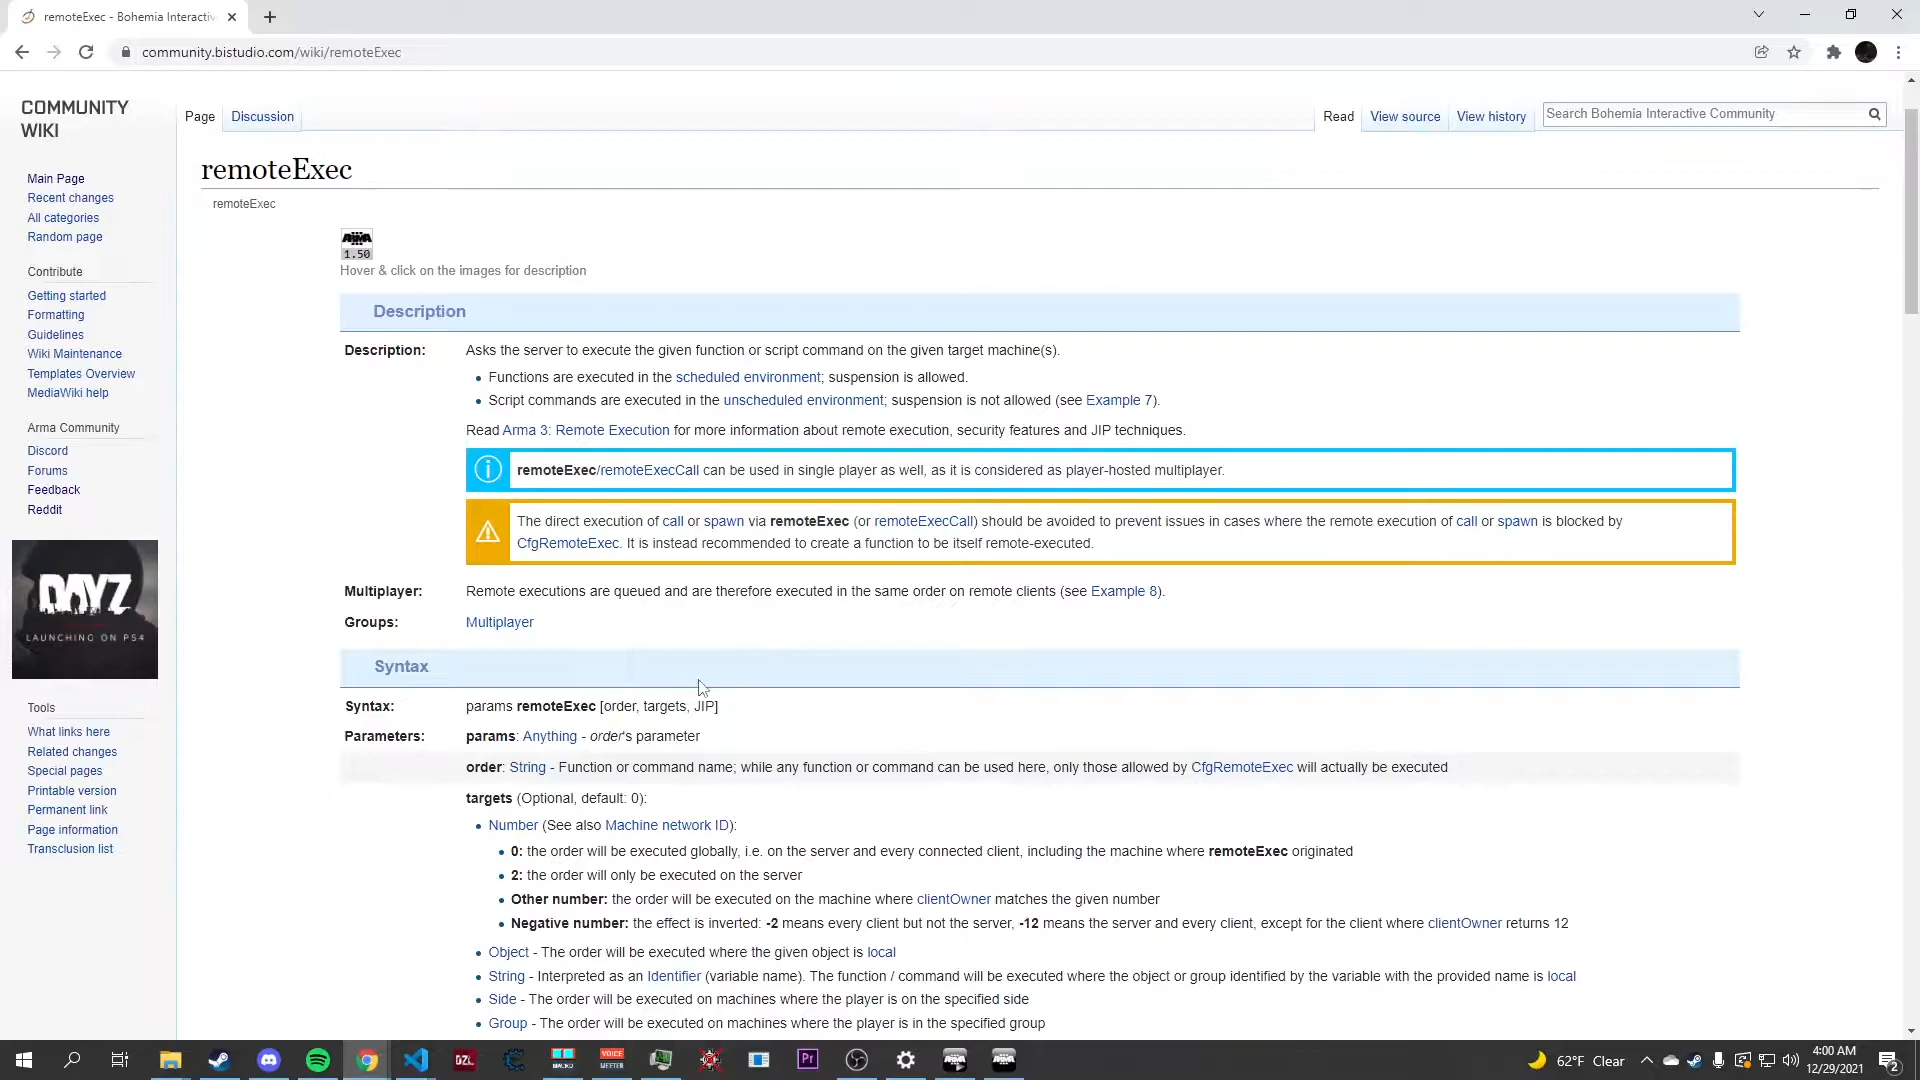 remoteExec - Bohemia Interactiv
community.bistudio.com/wiki/remoteExec
COMMUNITY
WIKI
Page
Discussion
Read
View source
View history
Search Bohemia Interactive Community
Main Page
Recent changes
All categories
Random page
Contribute
Getting started
Formatting
Guidelines
Wiki Maintenance
Templates Overview
MediaWiki help
Arma Community
Discord
Forums
Feedback
Reddit
DAYZ
LAUNCHING ON PS4
Tools
What links here
Related changes
Special pages
Printable version
Permanent link
Page information
Transclusion list
remoteExec
remoteExec
ARMA
1.50
Hover & click on the images for description
Description
Description: Asks the server to execute the given function or script command on the given target machine(s).
Functions are executed in the scheduled environment; suspension is allowed.
Script commands are executed in the unscheduled environment; suspension is not allowed (see Example 7).
Read Arma 3: Remote Execution for more information about remote execution, security features and JIP techniques.
remoteExec/remoteExecCall can be used in single player as well, as it is considered as player-hosted multiplayer.
The direct execution of call or spawn via remoteExec (or remoteExecCall) should be avoided to prevent issues in cases where the remote execution of call or spawn is blocked by
CfgRemoteExec. It is instead recommended to create a function to be itself remote-executed.
Multiplayer: Remote executions are queued and are therefore executed in the same order on remote clients (see Example 8).
Groups: Multiplayer
Syntax
Syntax: params remoteExec [order, targets, JIP]
Parameters: params: Anything - order's parameter
order: String - Function or command name; while any function or command can be used here, only those allowed by CfgRemoteExec will actually be executed
targets (Optional, default: 0):
Number (See also Machine network ID):
0: the order will be executed globally, i.e. on the server and every connected client, including the machine where remoteExec originated
2: the order will only be executed on the server
Other number: the order will be executed on the machine where clientOwner matches the given number
Negative number: the effect is inverted: -2 means every client but not the server, -12 means the server and every client, except for the client where clientOwner returns 12
Object - The order will be executed where the given object is local
String - Interpreted as an Identifier (variable name). The function / command will be executed where the object or group identified by the variable with the provided name is local
Side - The order will be executed on machines where the player is on the specified side
Group - The order will be executed on machines where the player is in the specified group
DZL
MACRO
VOICE
MEETER
Pr
62°F Clear
4:00 AM
12/29/2021
2